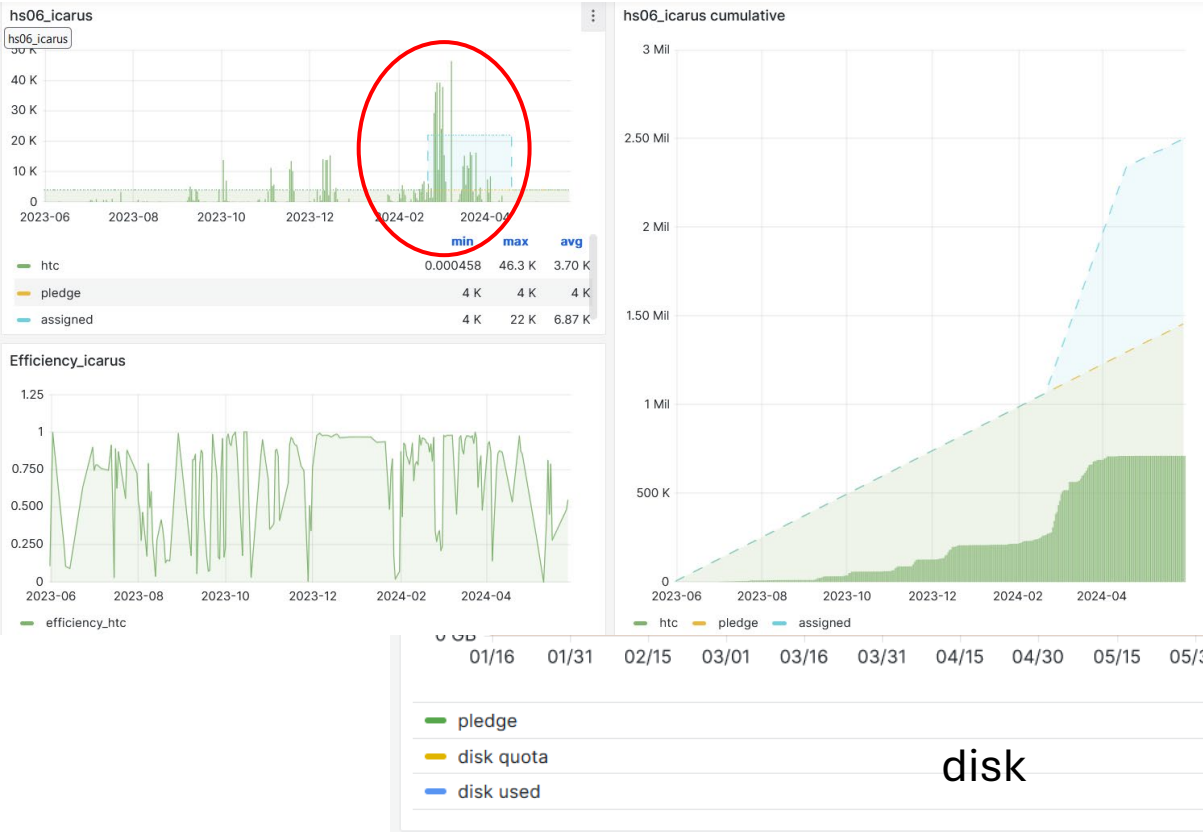 hs06_icarus
hs06_icarus
50 K
40 K
30 K
20 K
10 K
0
2023-06 2023-08 2023-10 2023-12 2024-02 2024-04
min max avg
htc 0.000458 46.3 K 3.70 K
pledge 4 K 4 K 4 K
assigned 4 K 22 K 6.87 K
Efficiency_icarus
1.25
1
0.750
0.500
0.250
0
2023-06 2023-08 2023-10 2023-12 2024-02 2024-04
efficiency_htc
hs06_icarus cumulative
3 Mil
2.50 Mil
2 Mil
1.50 Mil
1 Mil
500 K
0
2023-06 2023-08 2023-10 2023-12 2024-02 2024-04
htc pledge assigned
0 GB
01/16 01/31 02/15 03/01 03/16 03/31 04/15 04/30 05/15
pledge
disk quota
disk used
disk